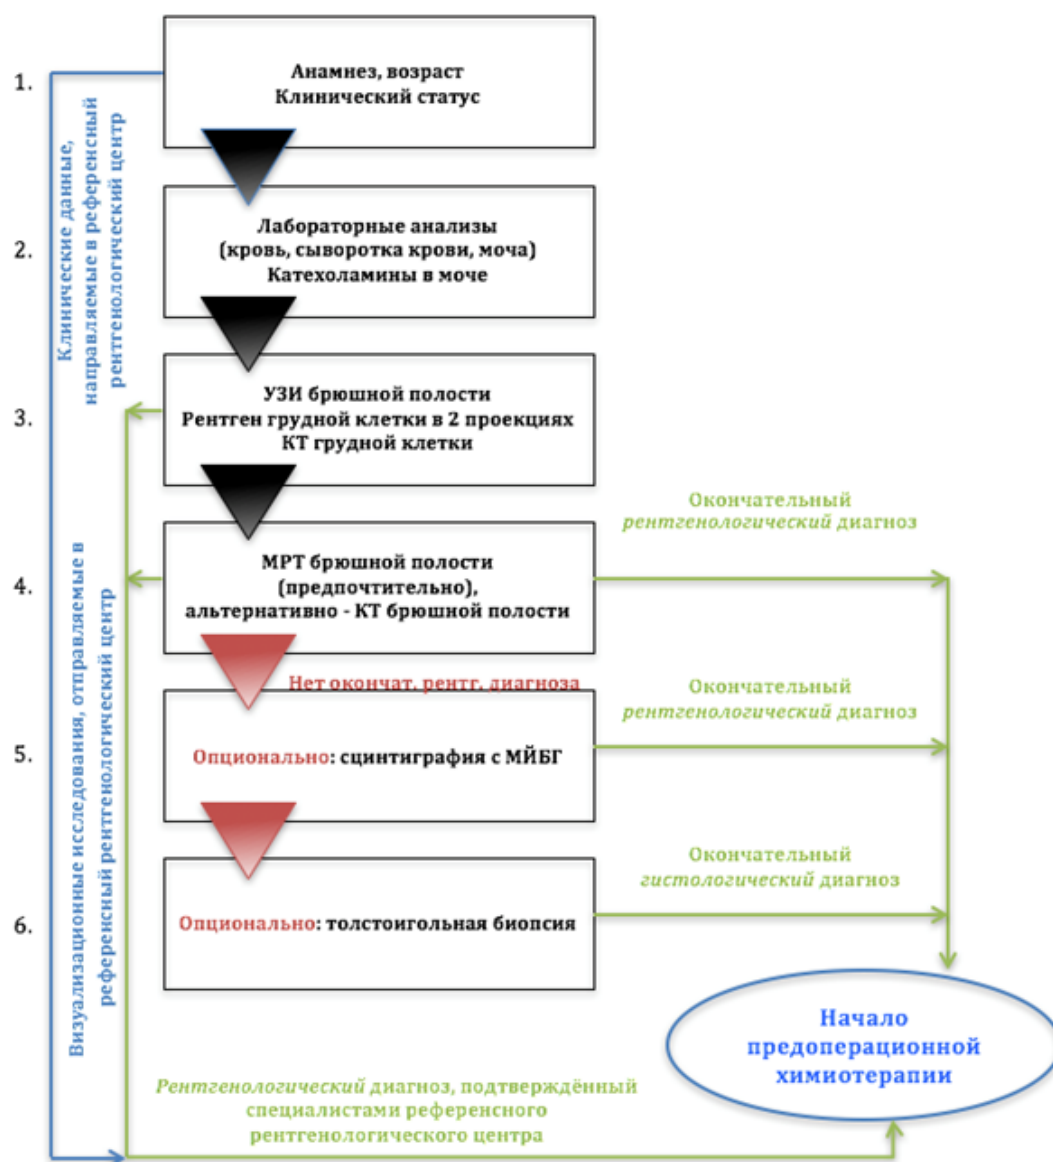 1.
Анамнез, возраст
Клинический статус
Клинические данные,
направляемые в референсный
рентгенологический центр
2.
Лабораторные анализы
(кровь, сыворотка крови, моча)
Катехоламины в моче
3.
УЗИ брюшной полости
Рентген грудной клетки в 2 проекциях
КТ грудной клетки
Окончательный
рентгенологический диагноз
4.
МРТ брюшной полости
(предпочтительно),
альтернативно - КТ брюшной полости
Нет окончат. рентг. диагноза
Окончательный
рентгенологический диагноз
Визуализационные исследования, отправляемые в
референсный рентгенологический центр
5.
Опционально: сцинтиграфия с МЙБГ
Окончательный
гистологический диагноз
6.
Опционально: толстоигольная биопсия
Начало
предоперационной
химиотерапии
Рентгенологический диагноз, подтверждённый
специалистами референсного
рентгенологического центра